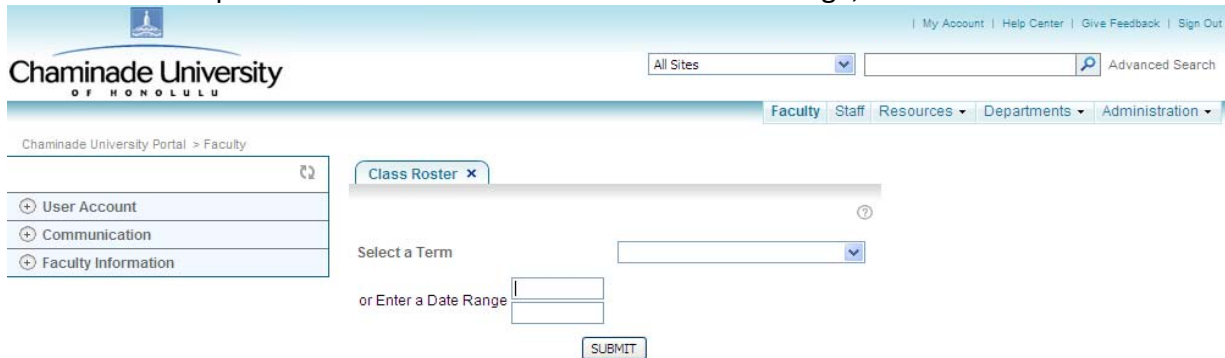 | My Account | Help Center | Give Feedback | Sign Out
Chaminade University
OF HONOLULU
All Sites
Advanced Search
Faculty Staff Resources Departments Administration
Chaminade University Portal > Faculty
Class Roster
User Account
Communication
Faculty Information
Select a Term
or Enter a Date Range
SUBMIT